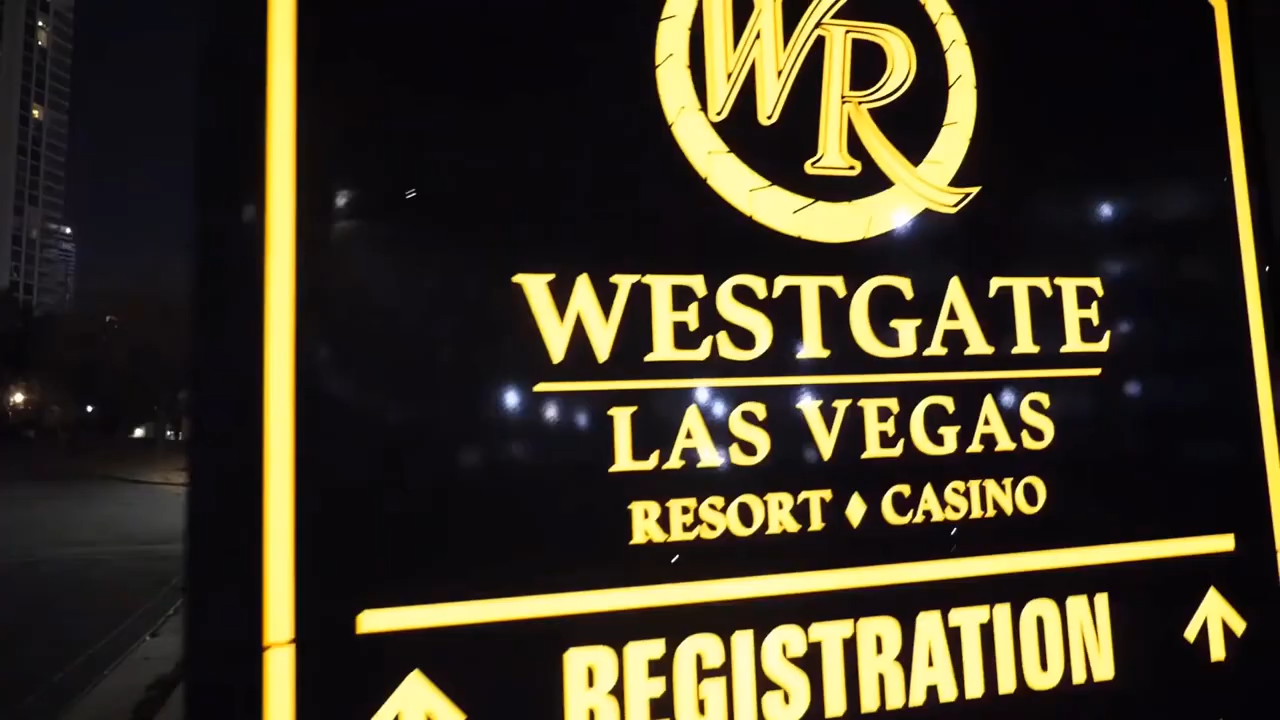 WR
WESTGATE
LAS VEGAS
RESORT ♦ CASINO
REGISTRATION